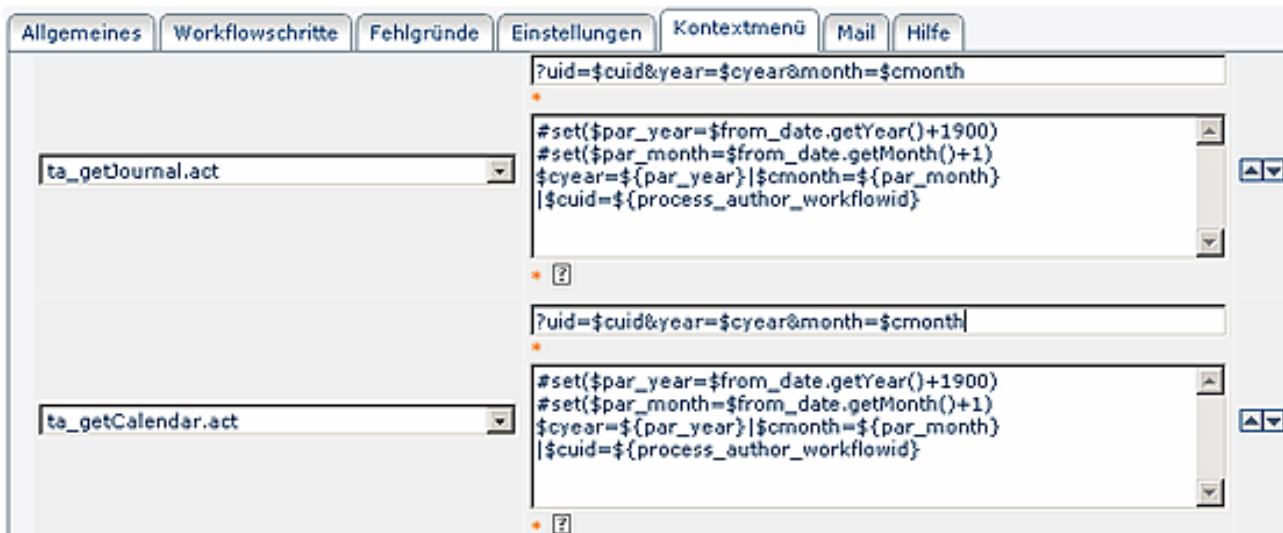 Allgemeines Workflowschritte Fehlgründe Einstellungen Kontextmenü Mail Hilfe
?uid=$cuid&year=$cyear&month=$cmonth
*
ta_getJournal.act
#set($par_year=$from_date.getYear()+1900)
#set($par_month=$from_date.getMonth()+1)
$cyear=${par_year}|$cmonth=${par_month}
|$cuid=${process_author_workflowid}
* ?
?uid=$cuid&year=$cyear&month=$cmonth
*
ta_getCalendar.act
#set($par_year=$from_date.getYear()+1900)
#set($par_month=$from_date.getMonth()+1)
$cyear=${par_year}|$cmonth=${par_month}
|$cuid=${process_author_workflowid}
* ?